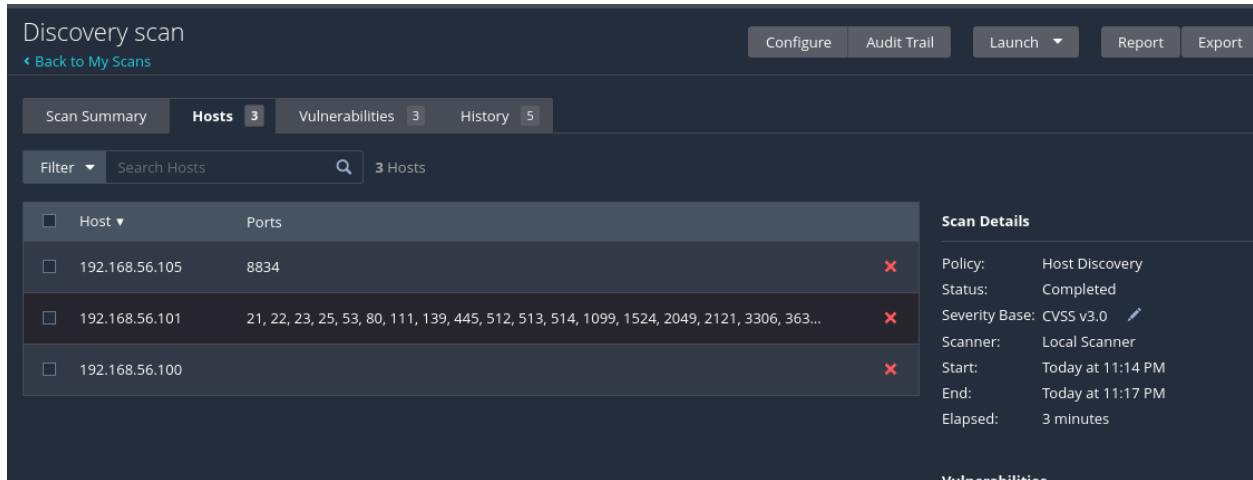 Discovery scan
Back to My Scans
Configure Audit Trail Launch Report Export
Scan Summary Hosts 3 Vulnerabilities 3 History 5
Filter Search Hosts 3 Hosts
Host Ports
192.168.56.105 8834
192.168.56.101 21, 22, 23, 25, 53, 80, 111, 139, 445, 512, 513, 514, 1099, 1524, 2049, 2121, 3306, 363...
192.168.56.100
Scan Details
Policy: Host Discovery
Status: Completed
Severity Base: CVSS v3.0
Scanner: Local Scanner
Start: Today at 11:14 PM
End: Today at 11:17 PM
Elapsed: 3 minutes
Vulnerabilities